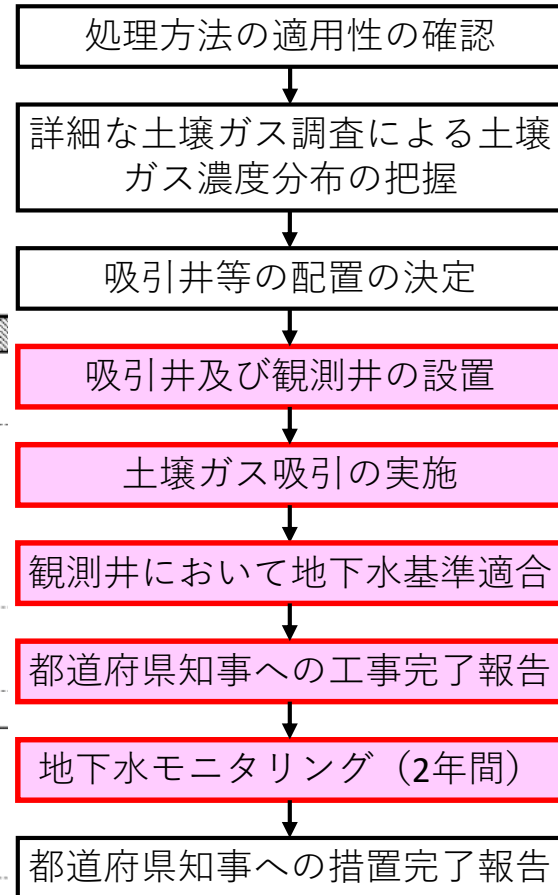 処理方法の適用性の確認
詳細な土壌ガス調査による土壌
ガス濃度分布の把握
吸引井等の配置の決定
吸引井及び観測井の設置
土壌ガス吸引の実施
観測井において地下水基準適合
都道府県知事への工事完了報告
地下水モニタリング（2年間）
都道府県知事への措置完了報告